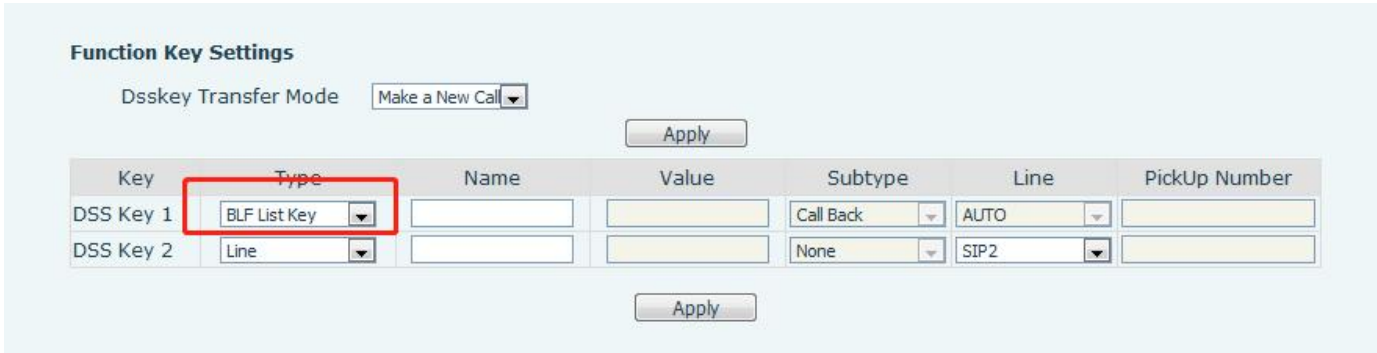 Function Key Settings
Dsskey Transfer Mode Make a New Call
Apply
Key Type Name Value Subtype Line PickUp Number
DSS Key 1 BLF List Key Call Back AUTO
DSS Key 2 Line None SIP2
Apply